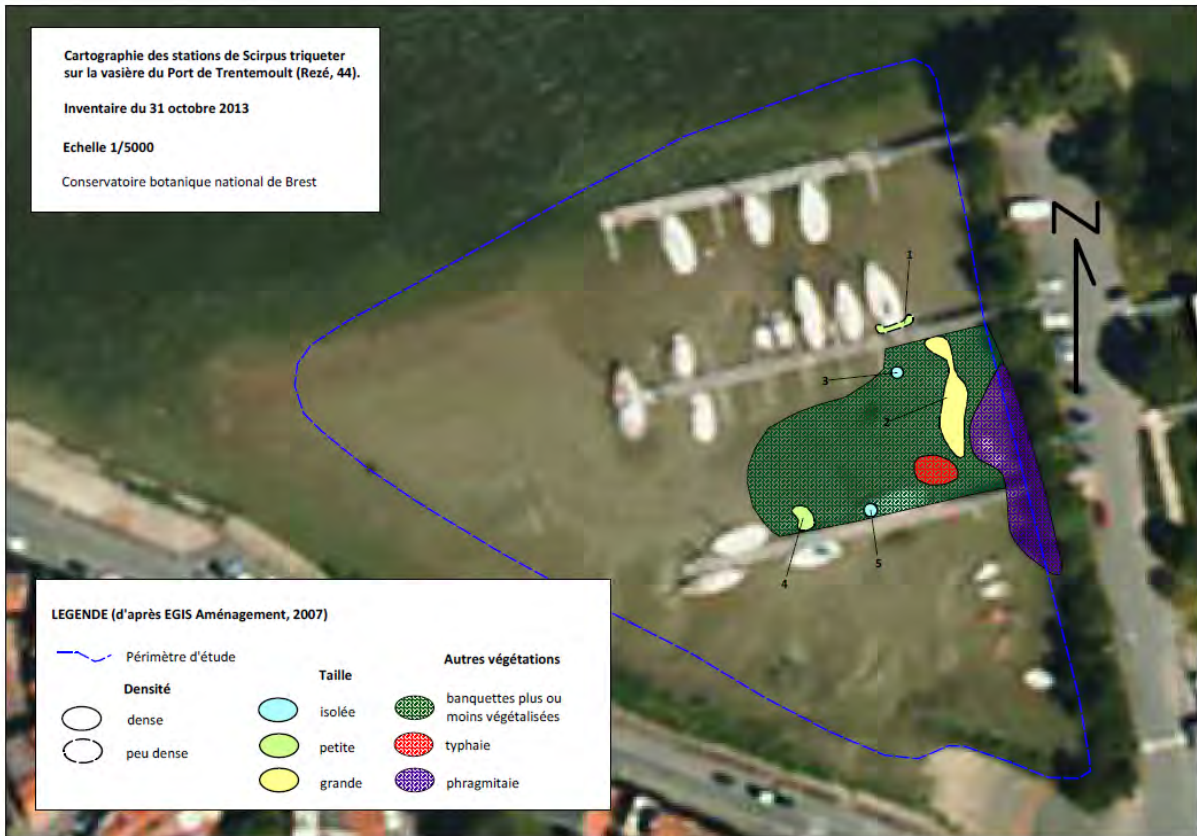 Cartographie des stations de Scirpus triqueter
sur la vasière du Port de Trentemoult (Rezé, 44).
Inventaire du 31 octobre 2013
Echelle 1/5000
Conservatoire botanique national de Brest
N
1
3
2
4
5
LEGENDE (d'après EGIS Aménagement, 2007)
Périmètre d'étude
Densité
dense
peu dense
Taille
isolée
petite
grande
Autres végétations
banquettes plus ou
moins végétalisées
typhaie
phragmitaie